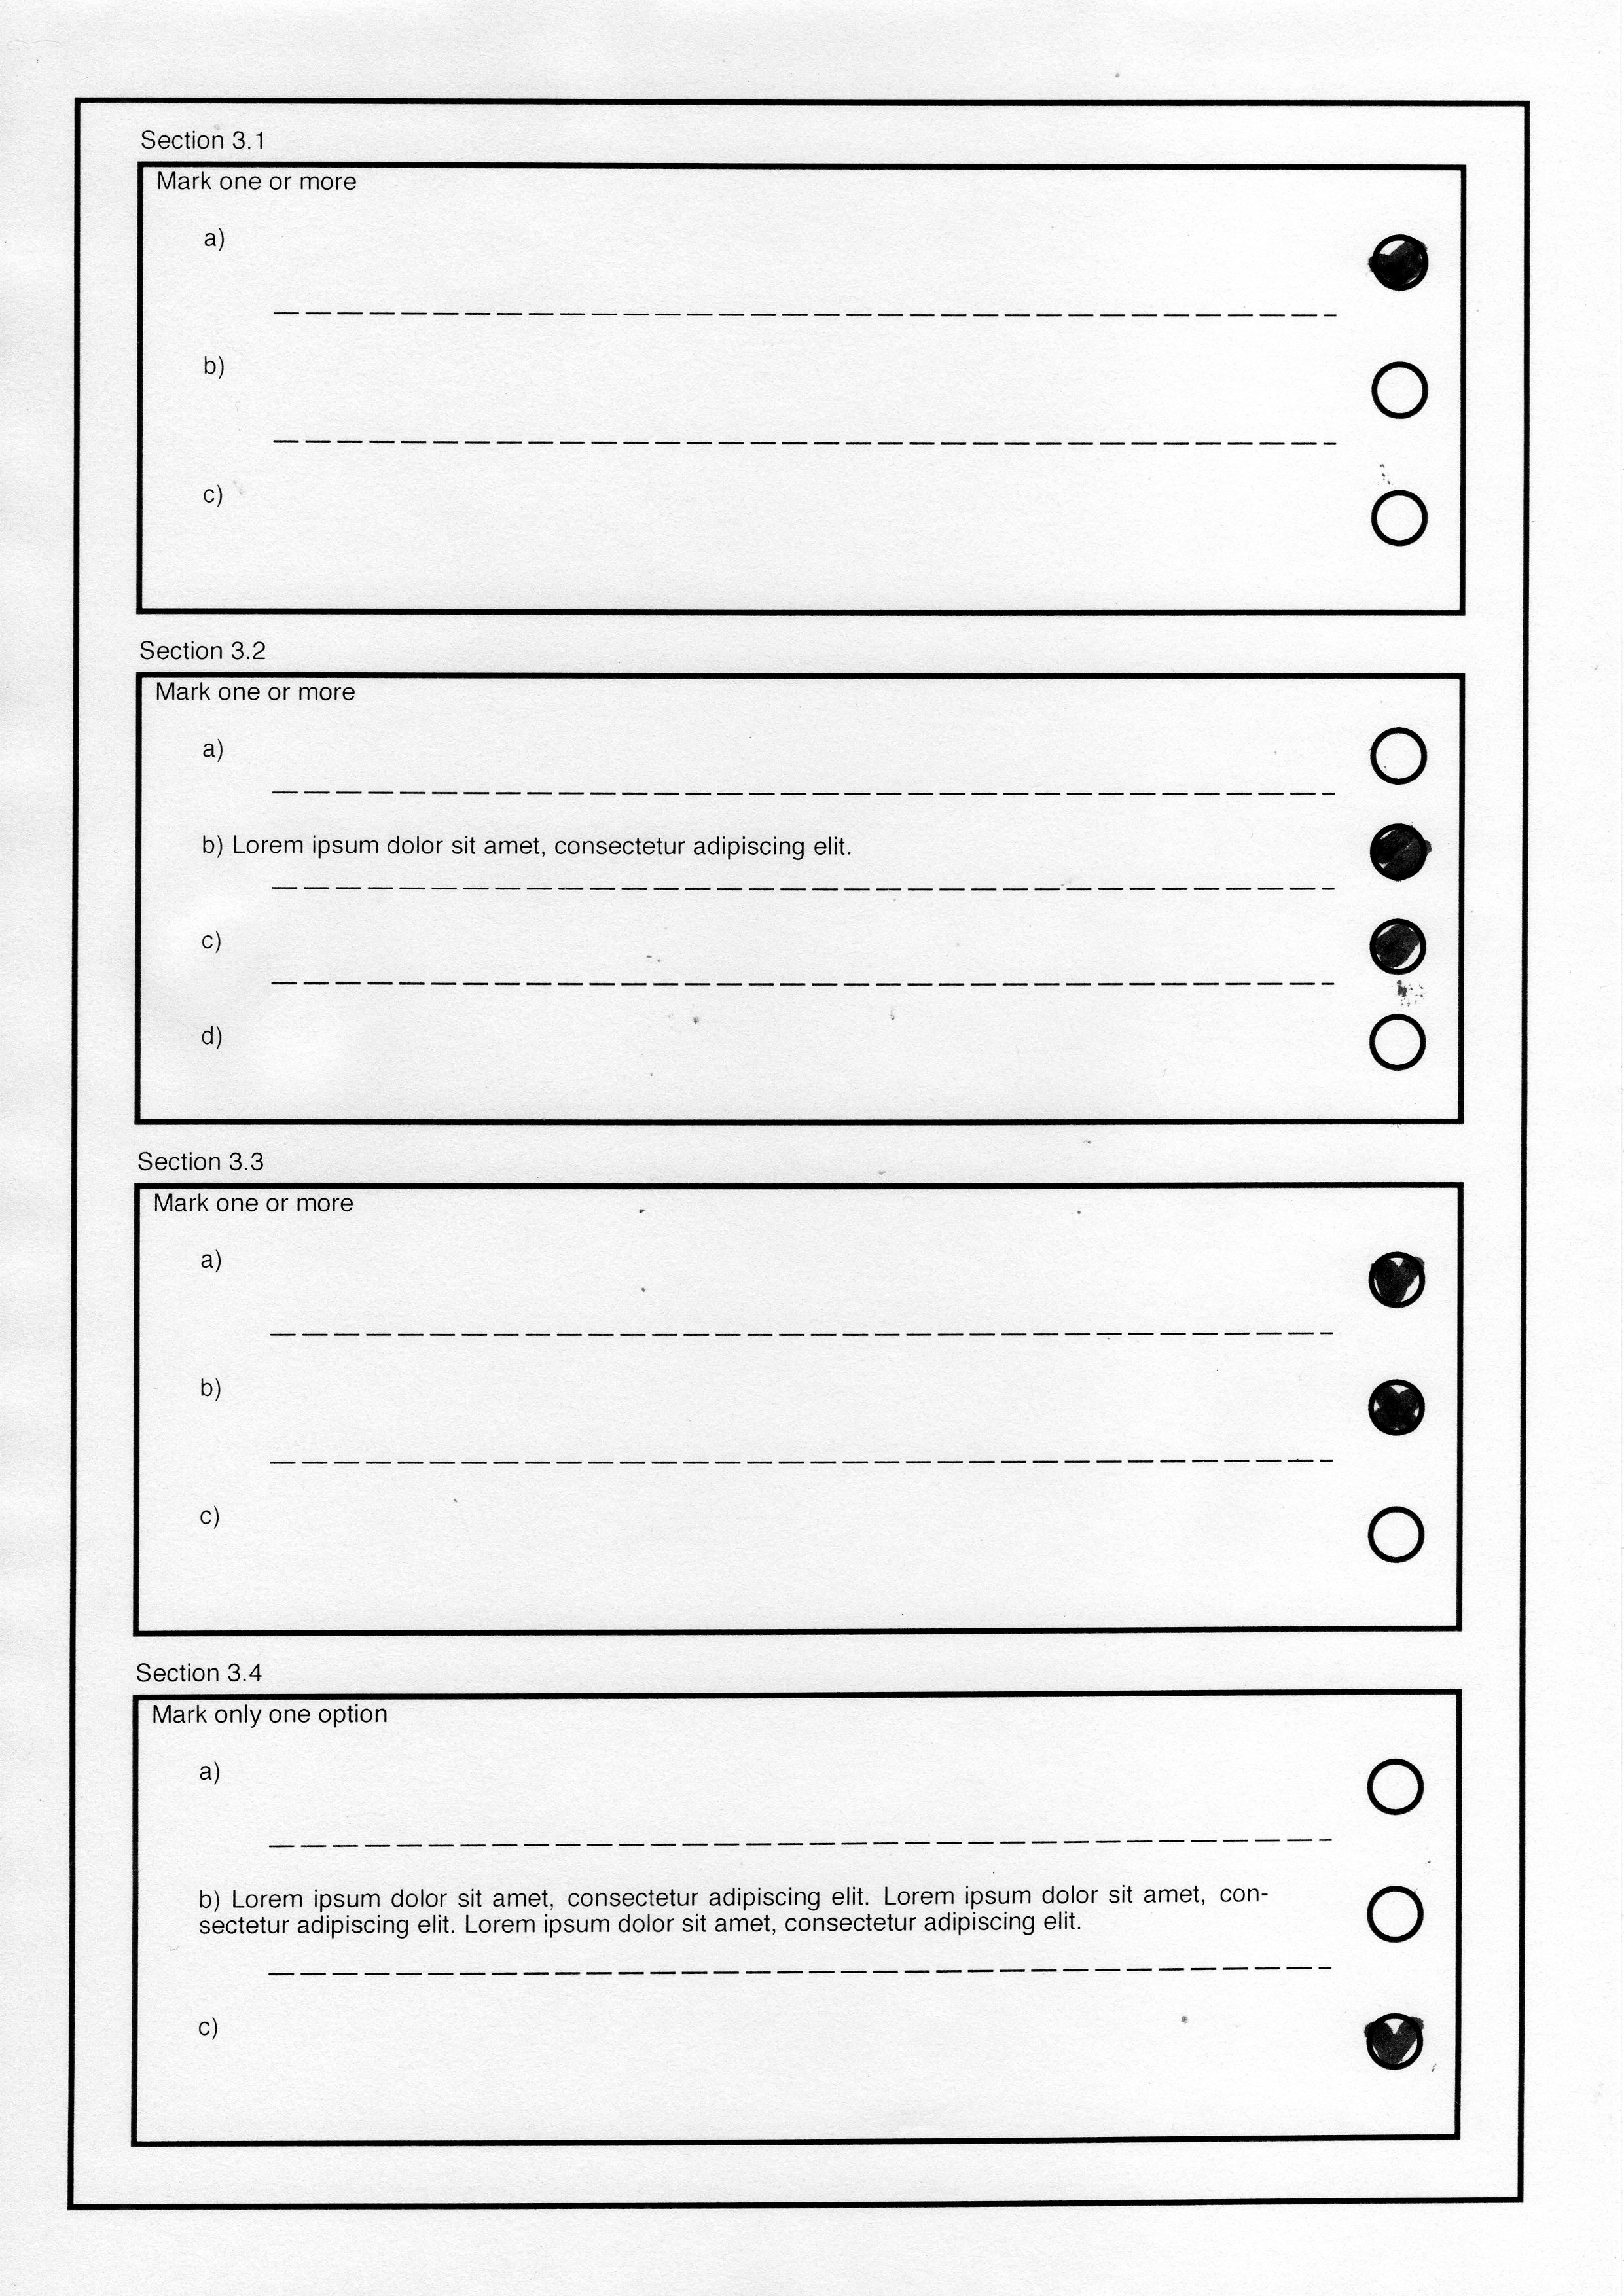 Section 3.1
Mark one or more
a)
b)
c)
Section 3.2
Mark one or more
a)
b) Lorem ipsum dolor sit amet, consectetur adipiscing elit.
c)
d)
Section 3.3
Mark one or more
a)
b)
c)
Section 3.4
Mark only one option
a)
b) Lorem ipsum dolor sit amet, consectetur adipiscing elit. Lorem ipsum dolor sit amet, con-
sectetur adipiscing elit. Lorem ipsum dolor sit amet, consectetur adipiscing elit.
c)